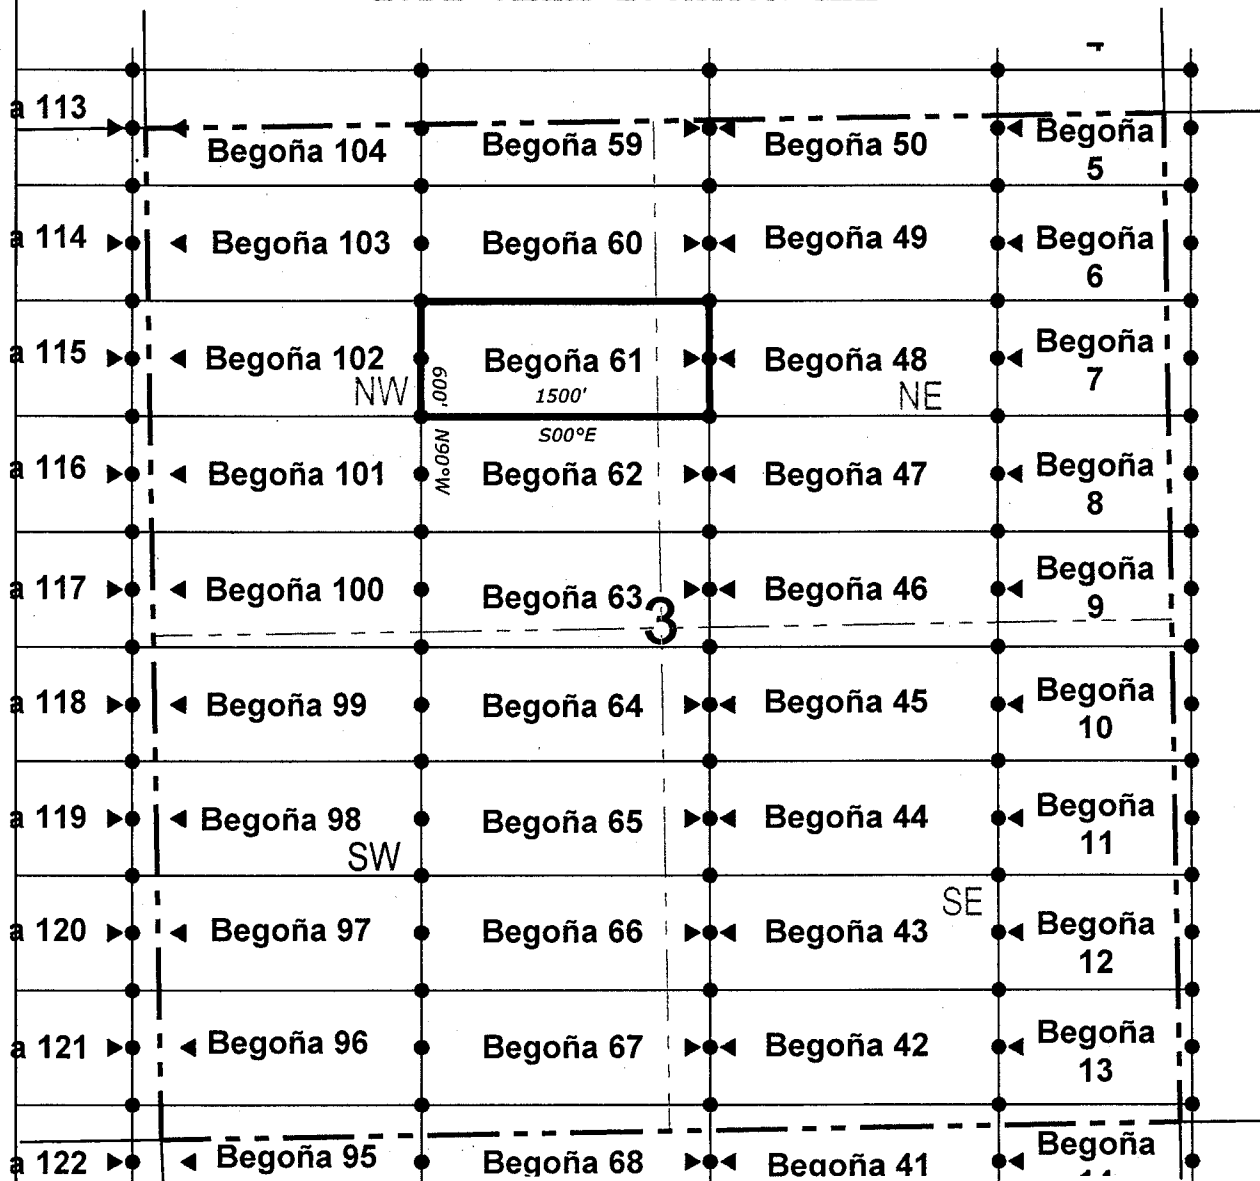 a 113
Begoña 104
Begoña 59
Begoña 50
Begoña
5
a 114
Begoña 103
Begoña 60
Begoña 49
Begoña
6
a 115
Begoña 102
Begoña 61
Begoña 48
Begoña
7
NW
600'
1500'
NE
S00°E
N90°W
a 116
Begoña 101
Begoña 62
Begoña 47
Begoña
8
a 117
Begoña 100
Begoña 63
Begoña 46
Begoña
9
3
a 118
Begoña 99
Begoña 64
Begoña 45
Begoña
10
a 119
Begoña 98
Begoña 65
Begoña 44
Begoña
11
SW
SE
a 120
Begoña 97
Begoña 66
Begoña 43
Begoña
12
a 121
Begoña 96
Begoña 67
Begoña 42
Begoña
13
a 122
Begoña 95
Begoña 68
Begoña 41
Begoña